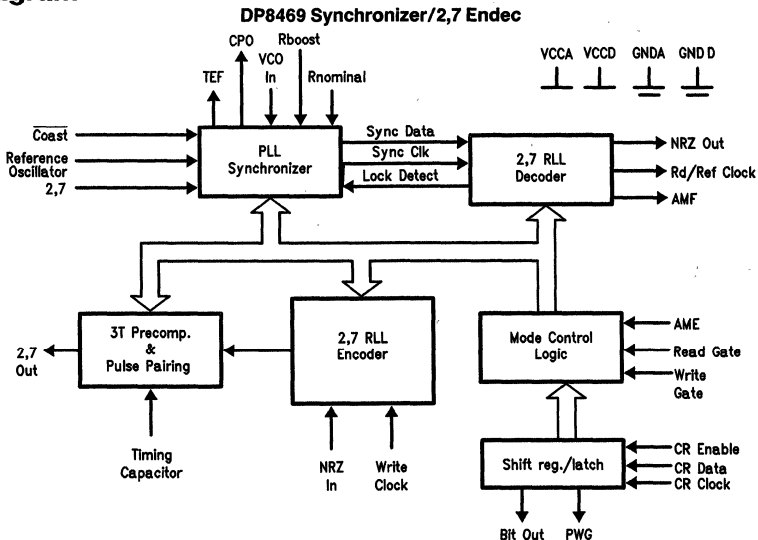 DP8469 Synchronizer/2,7 Endec
CPO
Rboost
TEF
VCO
In
Rnominal
VCCA VCCD GNDA GND D
Coast
Reference
Oscillator
2,7
PLL
Synchronizer
Sync Data
Sync Clk
Lock Detect
2,7 RLL
Decoder
NRZ Out
Rd/Ref Clock
AMF
3T Precomp.
&
Pulse Pairing
2,7
Out
2,7 RLL
Encoder
Mode Control
Logic
AME
Read Gate
Write
Gate
Timing
Capacitor
NRZ
In
Write
Clock
Shift reg./latch
CR Enable
CR Data
CR Clock
Bit Out PWG